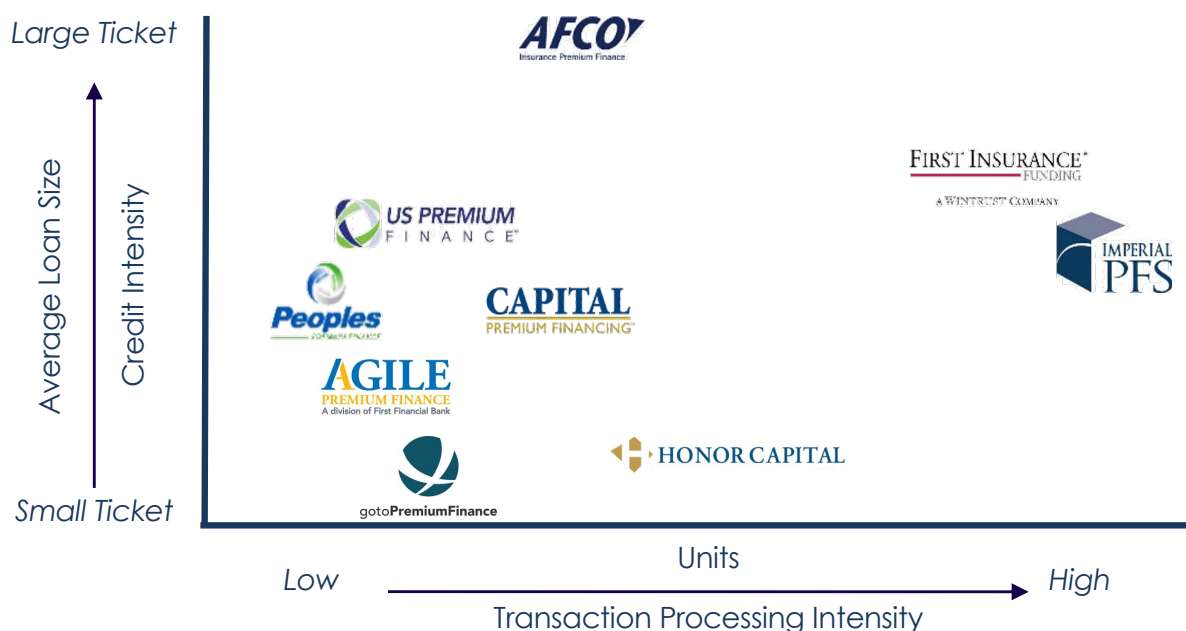 Large Ticket
AFCO
Insurance Premium Finance
FIRST INSURANCE
FUNDING
A WINTRUST COMPANY
US PREMIUM
FINANCE
IMPERIAL
PFS
Peoples
PREMIUM FINANCE
CAPITAL
PREMIUM FINANCING
AGILE
PREMIUM FINANCE
A division of First Financial Bank
HONOR CAPITAL
gotoPremiumFinance
Average Loan Size
Credit Intensity
Small Ticket
Units
Low
High
Transaction Processing Intensity